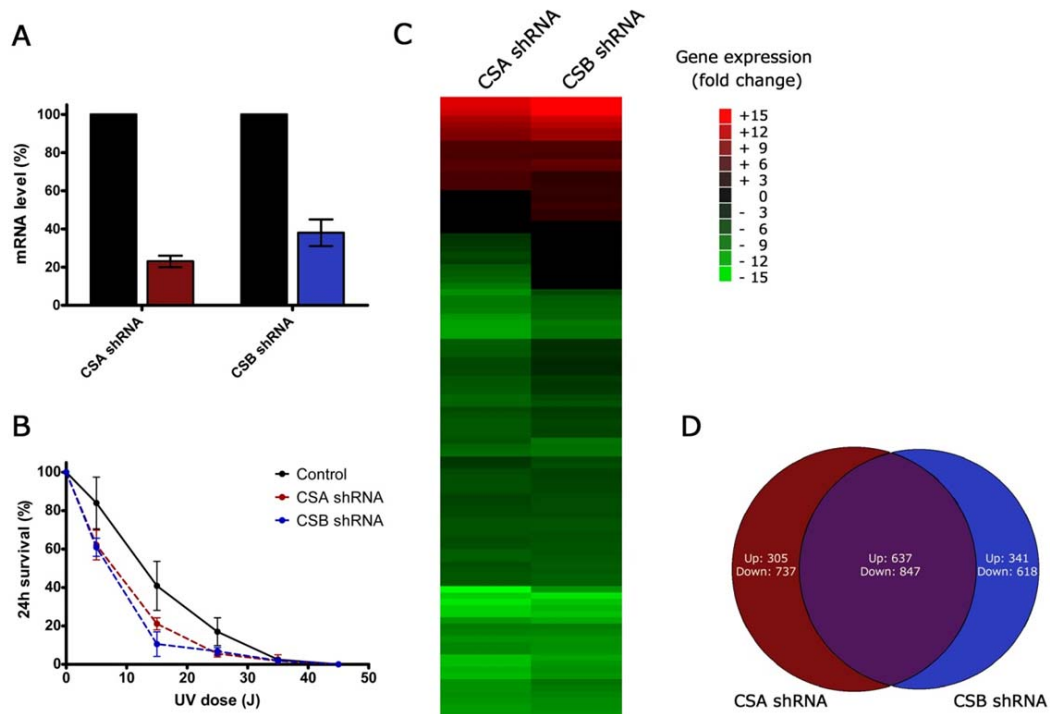 A
mRNA level (%)
100
80
60
40
20
0
CSA shRNA
CSB shRNA
B
24h survival (%)
100
80
60
40
20
0
0 10 20 30 40 50
UV dose (J)
Control
CSA shRNA
CSB shRNA
C
CSA shRNA
CSB shRNA
Gene expression
(fold change)
+15
+12
+ 9
+ 6
+ 3
0
- 3
- 6
- 9
- 12
- 15
D
Up: 305
Down: 737
Up: 637
Down: 847
Up: 341
Down: 618
CSA shRNA
CSB shRNA